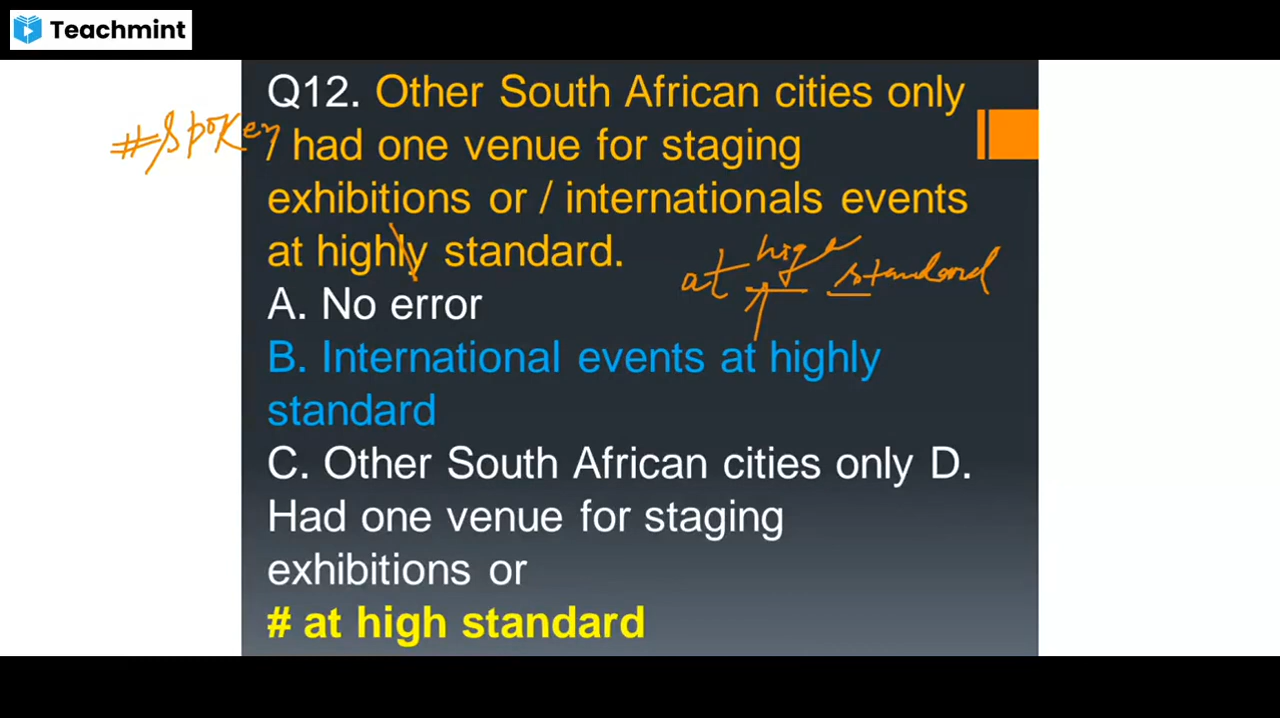 Teachmint
Q12. Other South African cities only
#Spoken
/ had one venue for staging
exhibitions or / internationals events
at highly standard.
at high standard
A. No error
B. International events at highly
standard
C. Other South African cities only D.
Had one venue for staging
exhibitions or
# at high standard